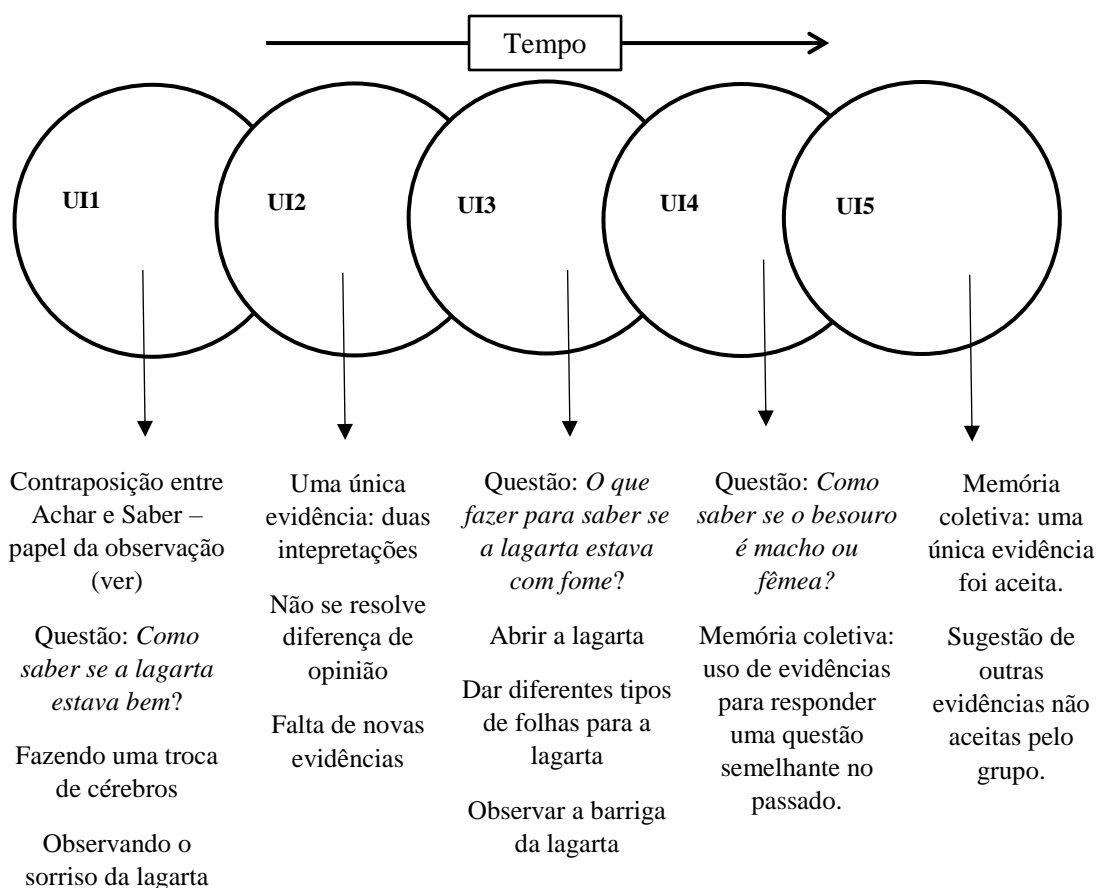 Tempo
UI1
UI2
UI3
UI4
UI5
Contraposição entre
Achar e Saber –
papel da observação
(ver)
Questão: Como
saber se a lagarta
estava bem?
Fazendo uma troca
de cérebros
Observando o
sorriso da lagarta
Uma única
evidência: duas
intepretações
Não se resolve
diferença de
opinião
Falta de novas
evidências
Questão: O que
fazer para saber se
a lagarta estava
com fome?
Abrir a lagarta
Dar diferentes tipos
de folhas para a
lagarta
Observar a barriga
da lagarta
Questão: Como
saber se o besouro
é macho ou
fêmea?
Memória coletiva:
uso de evidências
para responder
uma questão
semelhante no
passado.
Memória
coletiva: uma
única evidência
foi aceita.
Sugestão de
outras
evidências não
aceitas pelo
grupo.